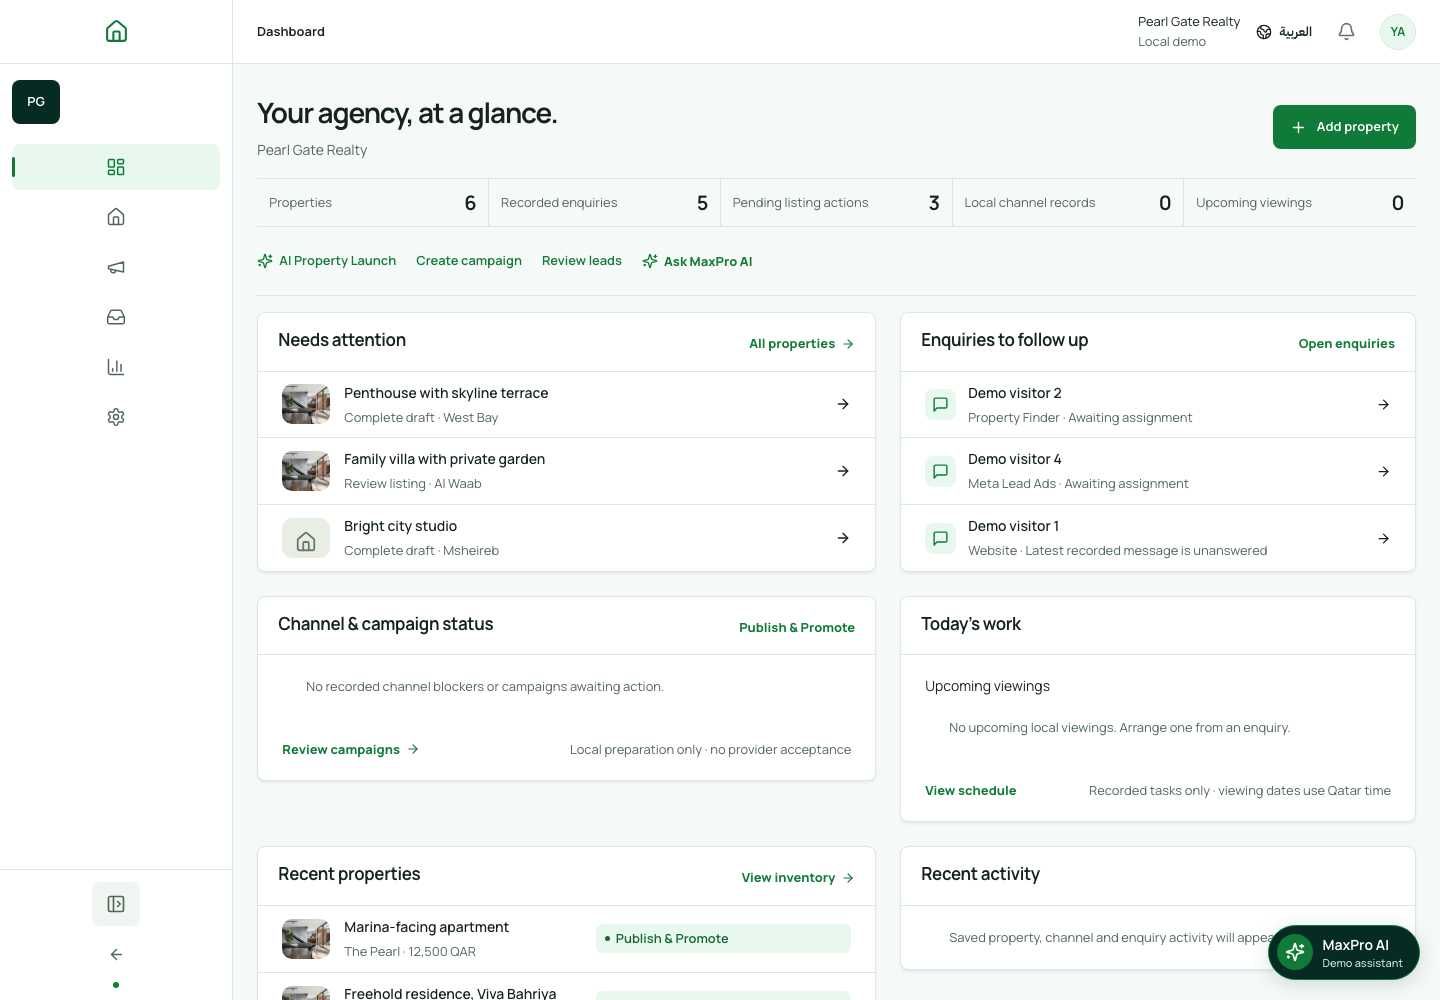 Dashboard
Pearl Gate Realty
Local demo
العربية
YA
PG
Your agency, at a glance.
Pearl Gate Realty
Add property
Properties 6
Recorded enquiries 5
Pending listing actions 3
Local channel records 0
Upcoming viewings 0
AI Property Launch
Create campaign
Review leads
Ask MaxPro AI
Needs attention
All properties
Penthouse with skyline terrace
Complete draft · West Bay
Family villa with private garden
Review listing · Al Waab
Bright city studio
Complete draft · Msheireb
Enquiries to follow up
Open enquiries
Demo visitor 2
Property Finder · Awaiting assignment
Demo visitor 4
Meta Lead Ads · Awaiting assignment
Demo visitor 1
Website · Latest recorded message is unanswered
Channel & campaign status
Publish & Promote
No recorded channel blockers or campaigns awaiting action.
Review campaigns
Local preparation only · no provider acceptance
Today's work
Upcoming viewings
No upcoming local viewings. Arrange one from an enquiry.
View schedule
Recorded tasks only · viewing dates use Qatar time
Recent properties
View inventory
Marina-facing apartment
The Pearl · 12,500 QAR
Publish & Promote
Freehold residence, Viva Bahriya
Recent activity
Saved property, channel and enquiry activity will appea
MaxPro AI
Demo assistant